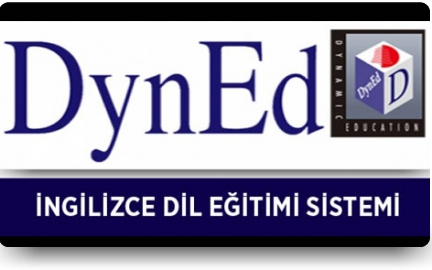 DynEd
DYNAMIC
EDUCATION
DynEd
D
İNGİLİZCE DİL EĞİTİMİ SİSTEMİ